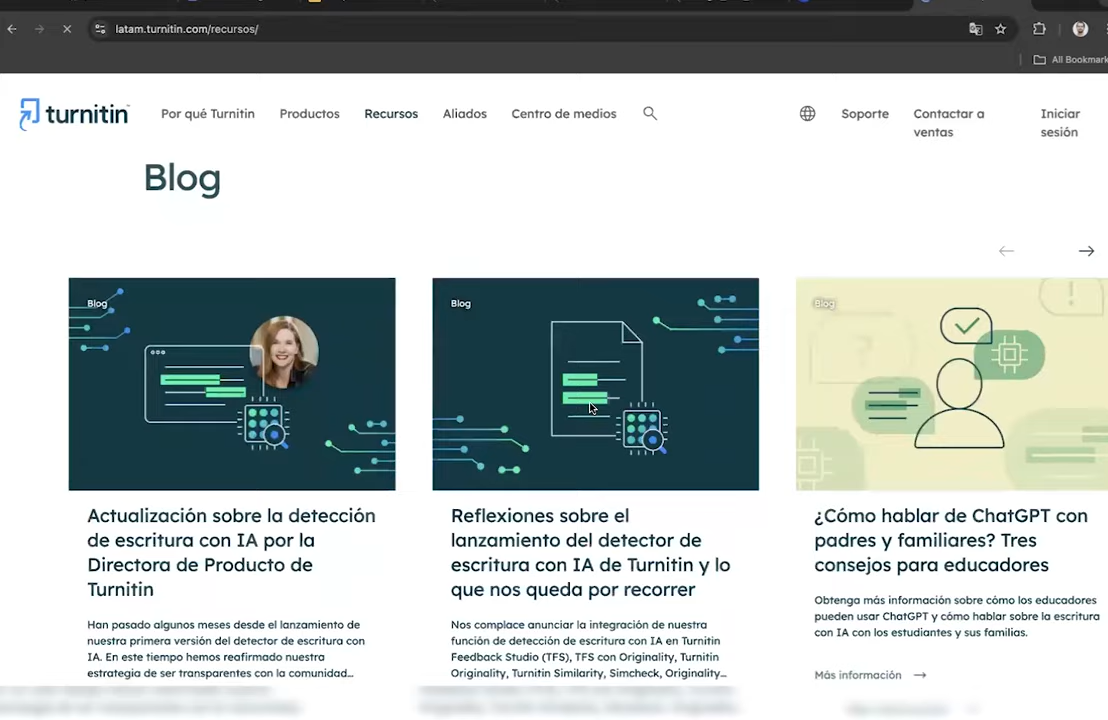 latam.turnitin.com/recursos/
All Bookmark
turnitin
Por qué Turnitin
Productos
Recursos
Aliados
Centro de medios
Soporte
Contactar a
ventas
Iniciar
sesión
Blog
Blog
Actualización sobre la detección
de escritura con IA por la
Directora de Producto de
Turnitin
Han pasado algunos meses desde el lanzamiento de
nuestra primera versión del detector de escritura con
IA. En este tiempo hemos reafirmado nuestra
estrategia de ser transparentes con la comunidad...
Blog
Reflexiones sobre el
lanzamiento del detector de
escritura con IA de Turnitin y lo
que nos queda por recorrer
Nos complace anunciar la integración de nuestra
función de detección de escritura con IA en Turnitin
Feedback Studio (TFS), TFS con Originality, Turnitin
Originality, Turnitin Similarity, Simcheck, Originality...
Blog
¿Cómo hablar de ChatGPT con
padres y familiares? Tres
consejos para educadores
Obtenga más información sobre cómo los educadores
pueden usar ChatGPT y cómo hablar sobre la escritura
con IA con los estudiantes y sus familias.
Más información